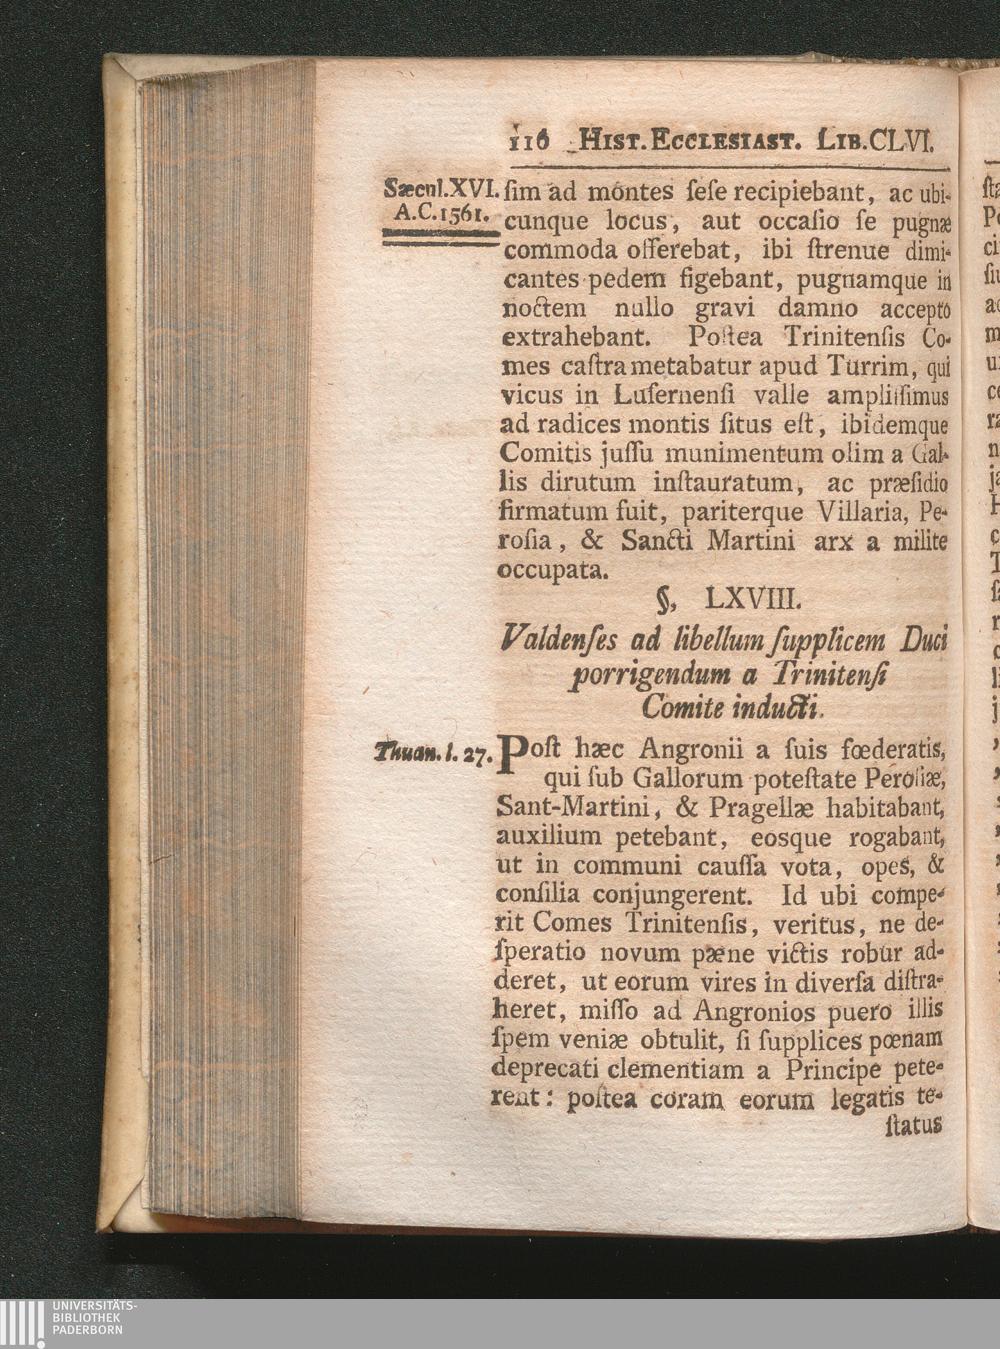 116 HIST. ECCLESIAST. LIB. CLVI.
Sæcul. XVI.
A.C. 1561.
ſim ad montes ſeſe recipiebant, ac ubi-
cunque locus, aut occaſio ſe pugnæ
commoda offerebat, ibi ſtrenue dimi-
cantes pedem figebant, pugnamque in
noctem nullo gravi damno accepto
extrahebant. Poſtea Trinitenſis Co-
mes caſtra metabatur apud Turrim, qui
vicus in Luſernenſi valle ampliſſimus
ad radices montis ſitus eſt, ibidemque
Comitis juſſu munimentum olim a Gal-
lis dirutum inſtauratum, ac præſidio
firmatum fuit, pariterque Villaria, Pe-
roſia, & Sancti Martini arx a milite
occupata.
§, LXVIII.
Valdenſes ad libellum ſupplicem Duci
porrigendum a Trinitenſi
Comite inducti.
Thuan. l. 27.
Poſt hæc Angronii a ſuis fœderatis,
qui ſub Gallorum poteſtate Peroſiæ,
Sant-Martini, & Pragellæ habitabant,
auxilium petebant, eosque rogabant,
ut in communi cauſſa vota, opes, &
conſilia conjungerent. Id ubi compe-
rit Comes Trinitenſis, veritus, ne de-
ſperatio novum pæne victis robur ad-
deret, ut eorum vires in diverſa diſtra-
heret, miſſo ad Angronios puero illis
ſpem veniæ obtulit, ſi ſupplices pœnam
deprecati clementiam a Principe pete-
rent: poſtea coram eorum legatis te-
ſtatus
UNIVERSITÄTS-
BIBLIOTHEK
PADERBORN